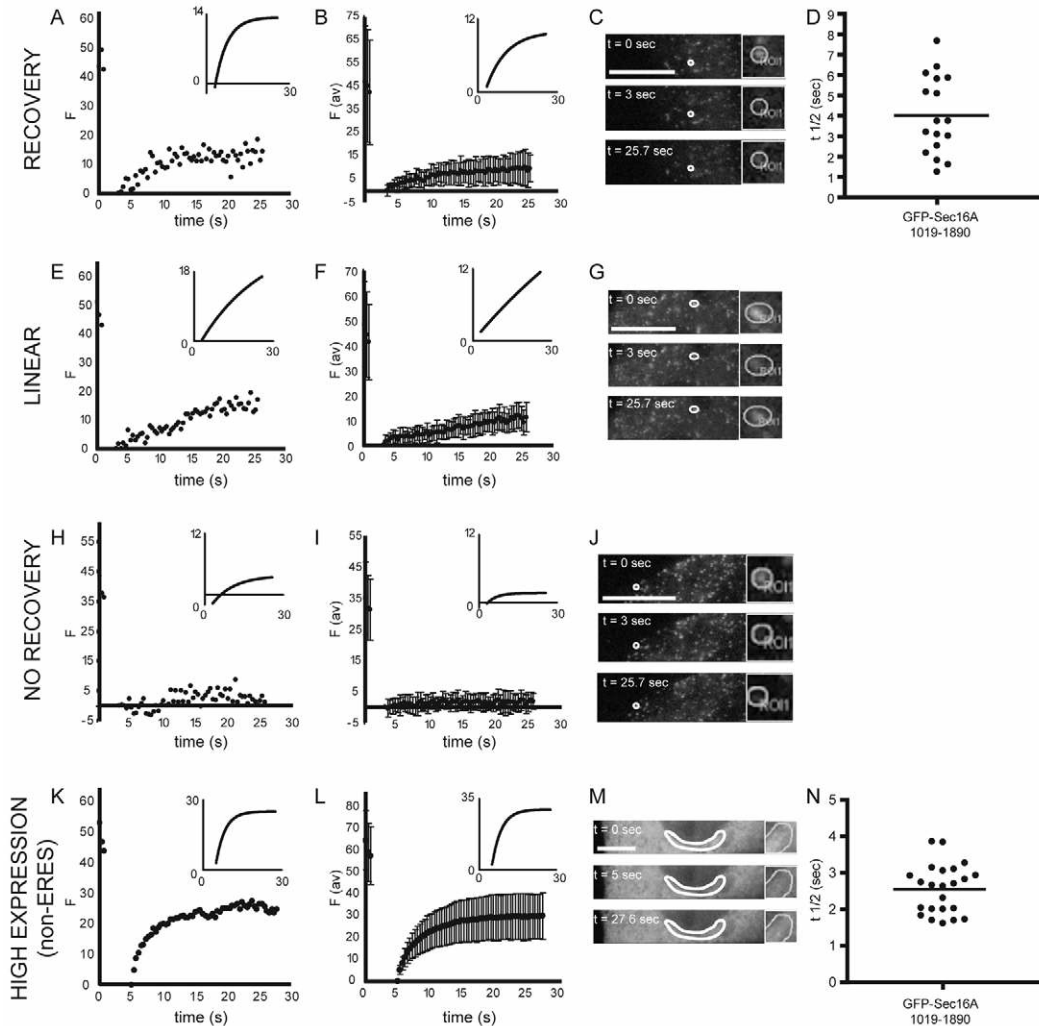 RECOVERY
A
60
50
40
30
20
10
0
F
0 5 10 15 20 25 30
time (s)
14
0
30
B
75
65
55
45
35
25
15
5
-5
F (av)
5 10 15 20 25 30
time (s)
12
0
30
C
t = 0 sec
ROI1
t = 3 sec
ROI1
t = 25.7 sec
ROI1
D
9
8
7
6
5
4
3
2
1
0
t 1/2 (sec)
GFP-Sec16A
1019-1890
LINEAR
E
60
50
40
30
20
10
0
F
0 5 10 15 20 25 30
time (s)
18
0
30
F
70
60
50
40
30
20
10
0
F (av)
5 10 15 20 25 30
time (s)
12
0
30
G
t = 0 sec
ROI1
t = 3 sec
ROI1
t = 25.7 sec
ROI1
NO RECOVERY
H
55
45
35
25
15
5
-5
F
0 5 10 15 20 25 30
time (s)
12
0
30
I
55
45
35
25
15
5
-5
F (av)
5 10 15 20 25 30
time (s)
12
0
30
J
t = 0 sec
ROI1
t = 3 sec
ROI1
t = 25.7 sec
ROI1
HIGH EXPRESSION
(non-ERES)
K
60
50
40
30
20
10
0
F
0 5 10 15 20 25 30
time (s)
30
0
30
L
80
70
60
50
40
30
20
10
0
F (av)
5 10 15 20 25 30
time (s)
35
0
30
M
t = 0 sec
t = 5 sec
t = 27.6 sec
N
5
4
3
2
1
0
t 1/2 (sec)
GFP-Sec16A
1019-1890